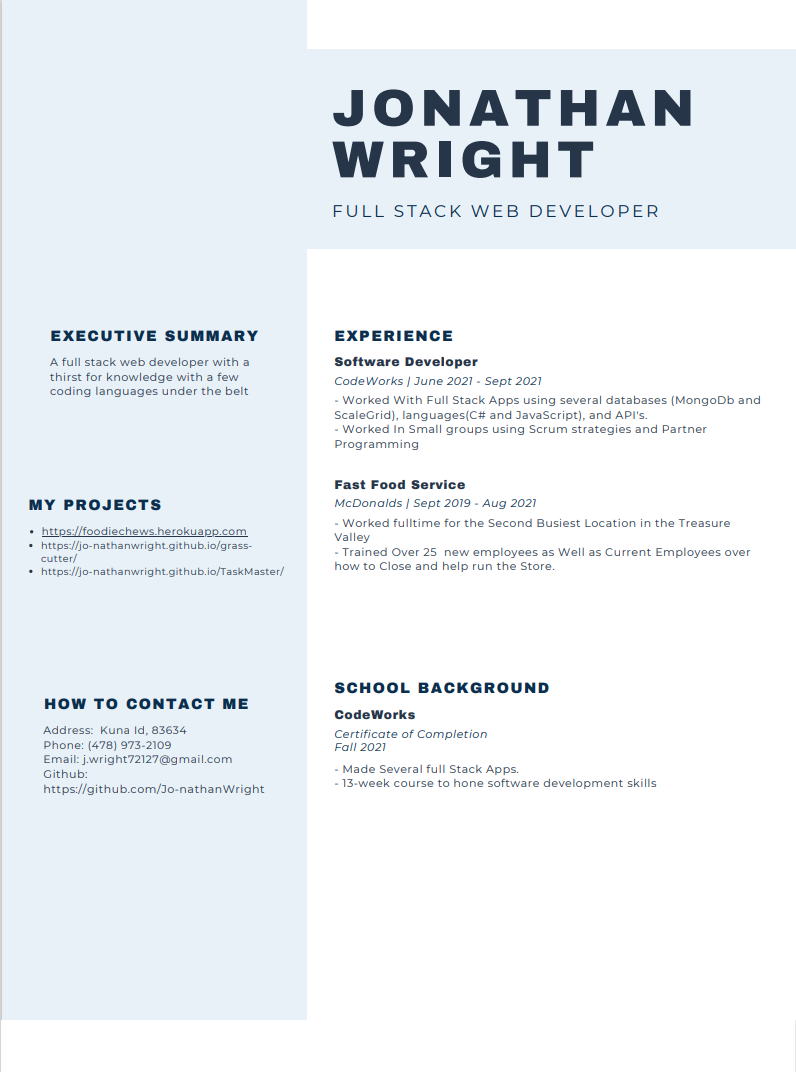 JONATHAN
WRIGHT
FULL STACK WEB DEVELOPER
EXECUTIVE SUMMARY
A full stack web developer with a
thirst for knowledge with a few
coding languages under the belt
MY PROJECTS
• https://foodiechews.herokuapp.com
• https://jo-nathanwright.github.io/grass-
cutter/
• https://jo-nathanwright.github.io/TaskMaster/
HOW TO CONTACT ME
Address:  Kuna Id, 83634
Phone: (478) 973-2109
Email: j.wright72127@gmail.com
Github:
https://github.com/Jo-nathanWright
EXPERIENCE
Software Developer
CodeWorks | June 2021 - Sept 2021
- Worked With Full Stack Apps using several databases (MongoDb and
ScaleGrid), languages(C# and JavaScript), and API's.
- Worked In Small groups using Scrum strategies and Partner
Programming
Fast Food Service
McDonalds | Sept 2019 - Aug 2021
- Worked fulltime for the Second Busiest Location in the Treasure
Valley
- Trained Over 25  new employees as Well as Current Employees over
how to Close and help run the Store.
SCHOOL BACKGROUND
CodeWorks
Certificate of Completion
Fall 2021
- Made Several full Stack Apps.
- 13-week course to hone software development skills